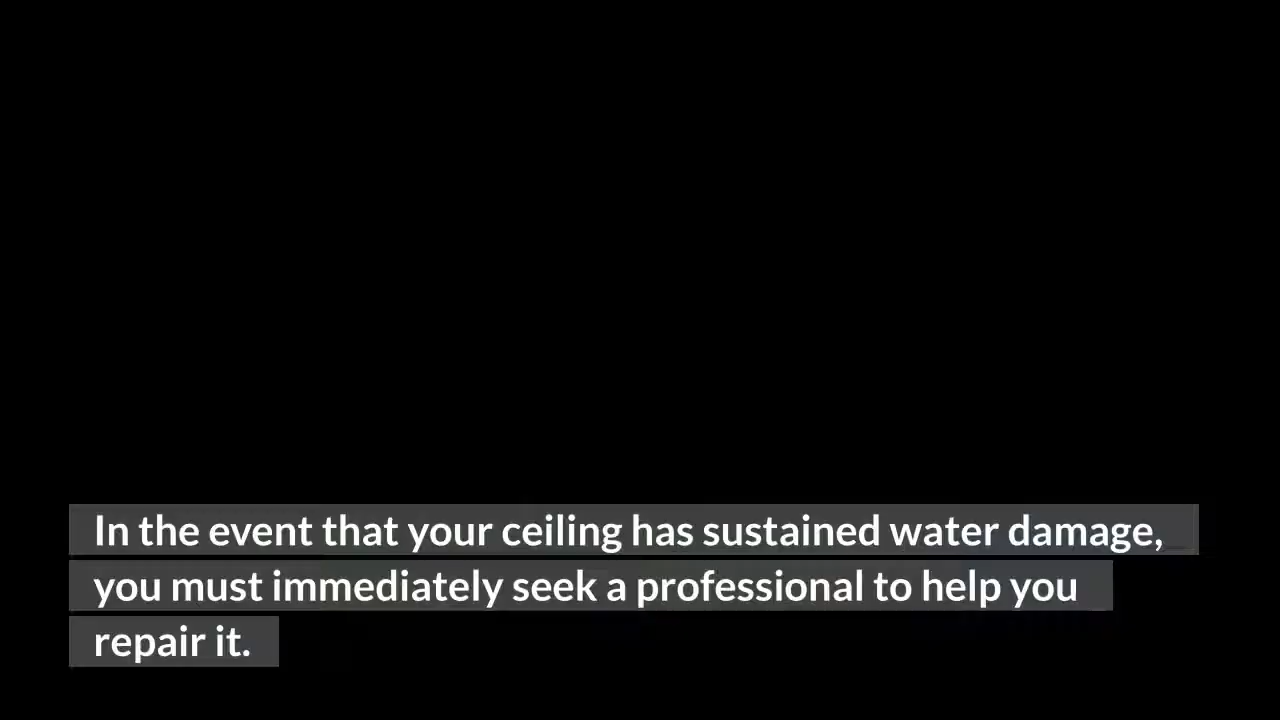 In the event that your ceiling has sustained water damage,
you must immediately seek a professional to help you
repair it.